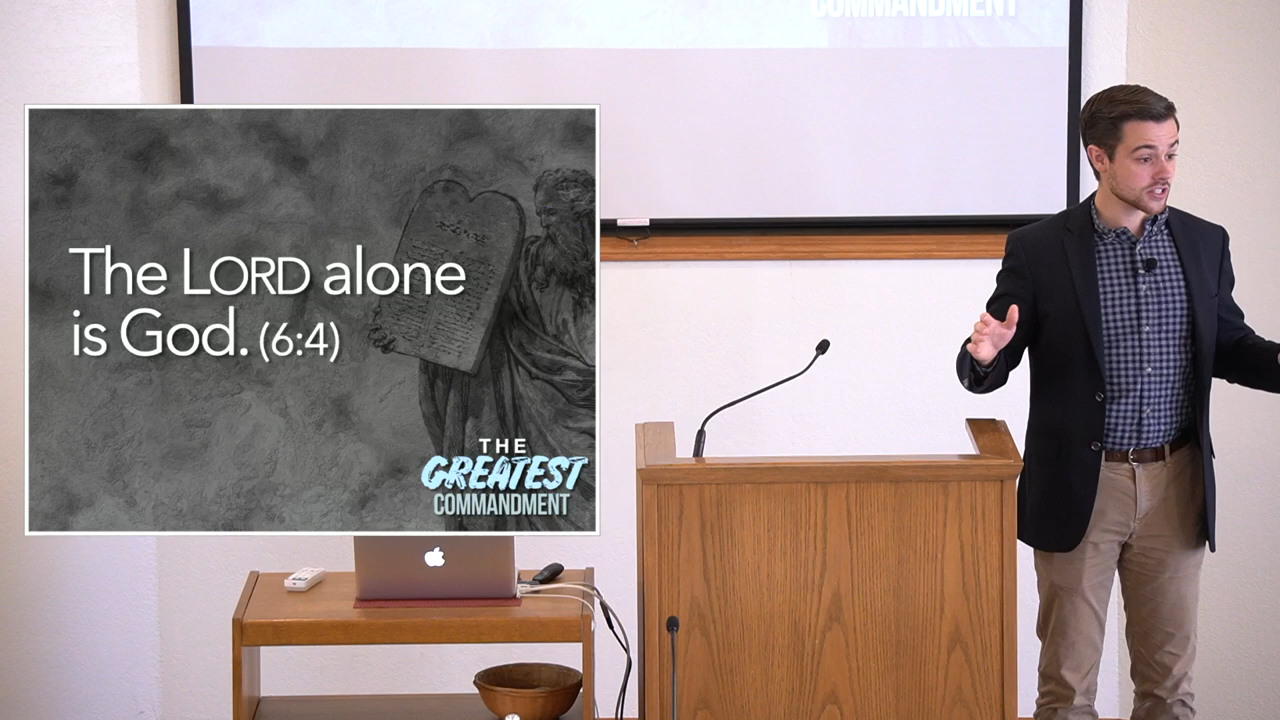 COMMANDMENT
The LORD alone
is God. (6:4)
THE
GREATEST
COMMANDMENT